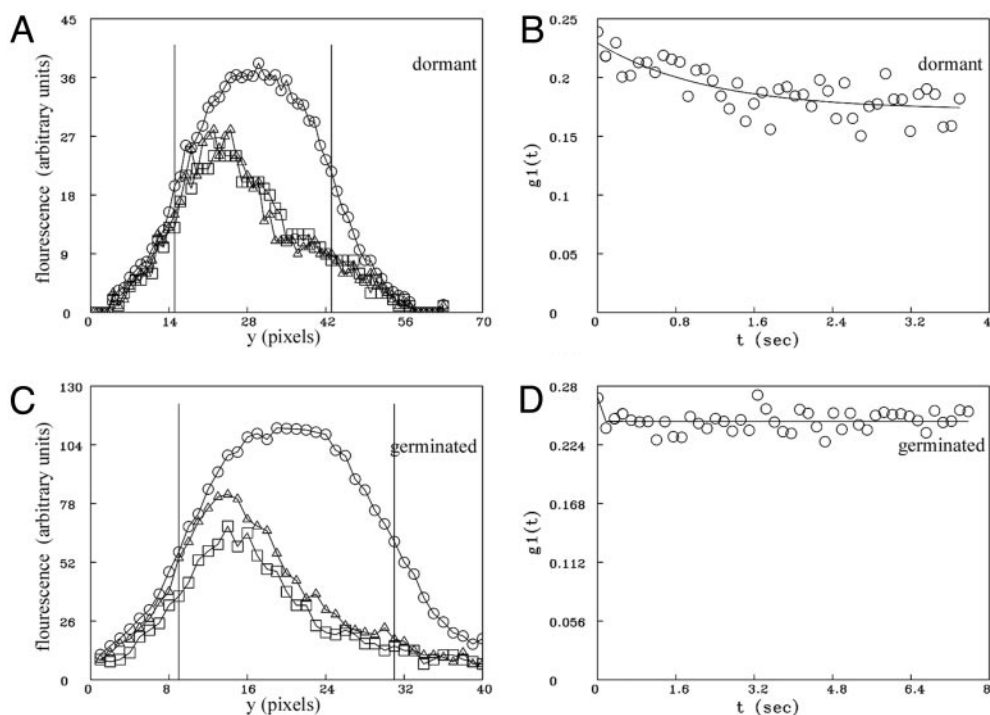 A
45
36
27
18
9
0
flourescence (arbitrary units)
dormant
0 14 28 42 56 70
y (pixels)
B
0.25
0.2
0.15
0.1
0.05
0
g1(t)
dormant
0 0.8 1.6 2.4 3.2 4
t (sec)
C
130
104
78
52
26
0
flourescence (arbitrary units)
germinated
0 8 16 24 32 40
y (pixels)
D
0.28
0.224
0.168
0.112
0.056
0
g1(t)
germinated
0 1.6 3.2 4.8 6.4 8
t (sec)